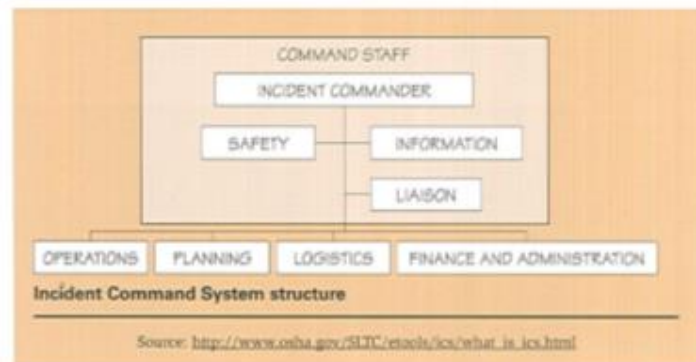 COMMAND STAFF
INCIDENT COMMANDER
SAFETY
INFORMATION
LIAISON
OPERATIONS PLANNING LOGISTICS FINANCE AND ADMINISTRATION
Incident Command System structure
Source: http://www.osha.gov/SLTC/etools/ics/what_is_ics.html